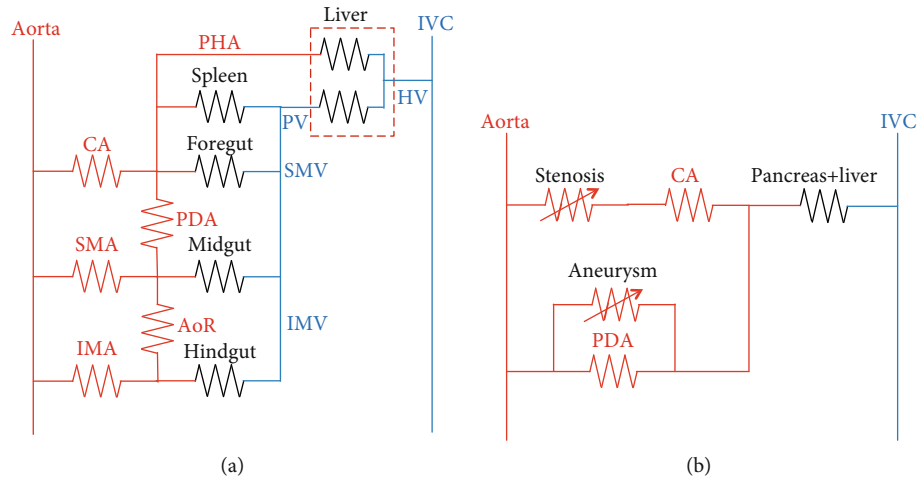 Aorta
PHA
Liver
IVC
Spleen
PV
HV
CA
Foregut
SMV
PDA
SMA
Midgut
AoR
IMV
IMA
Hindgut
(a)
Aorta
IVC
Stenosis
CA
Pancreas+liver
Aneurysm
PDA
(b)